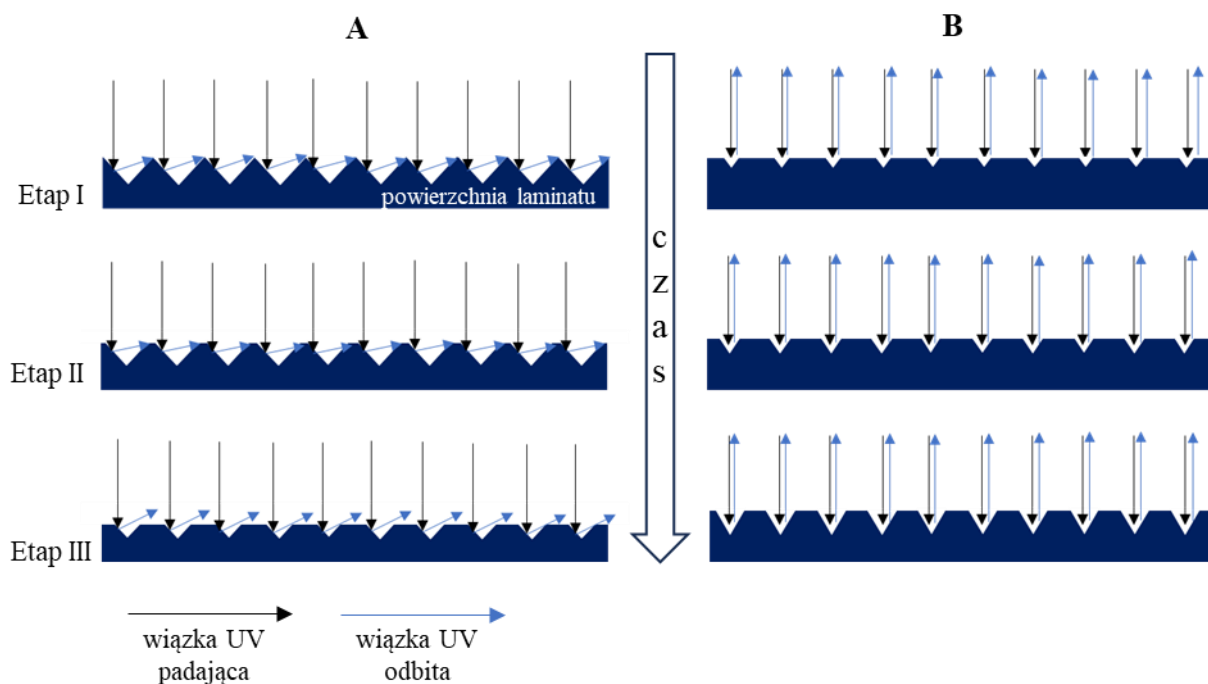 A
B
Etap I
powierzchnia laminatu
Etap II
Etap III
c
z
a
s
wiązka UV
padająca
wiązka UV
odbita